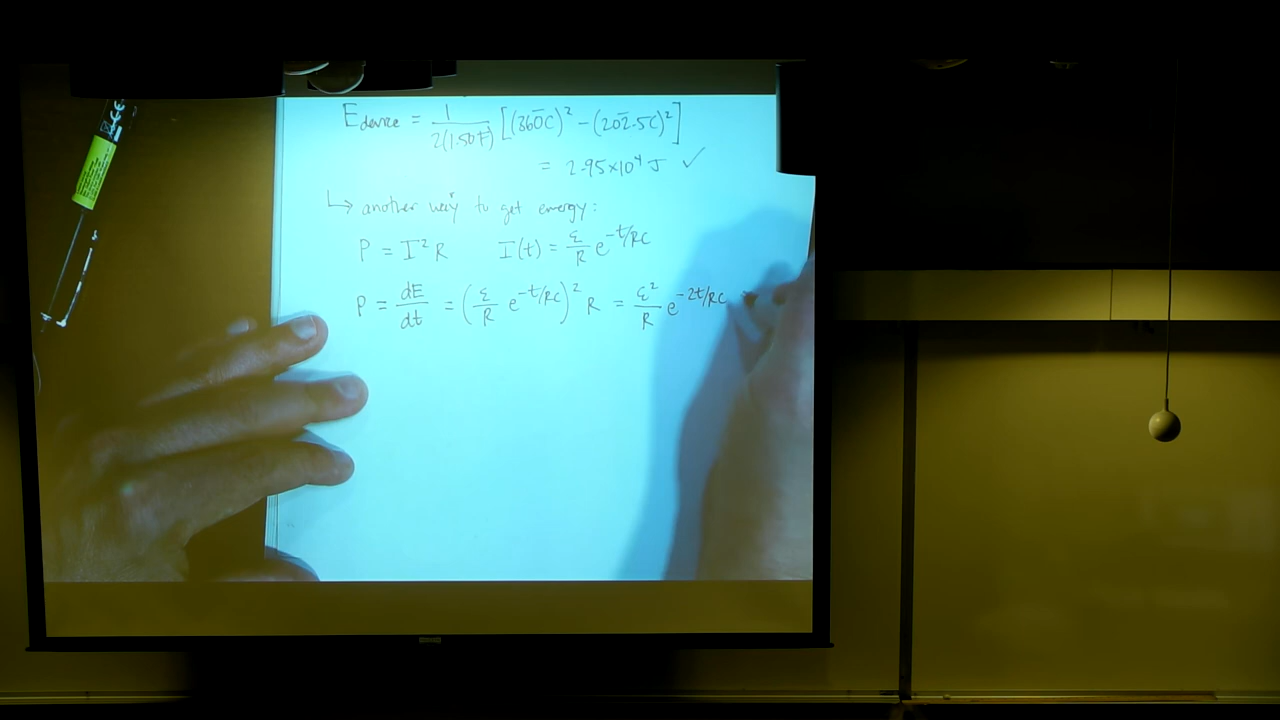 E_device = 1/2(1.50F) [(360̄C)² − (202̄.5C)²]
= 2.95×10⁴ J ✓
↳ another way to get energy:
P = I²R I(t) = ε/R e^(−t/RC)
P = dE/dt = (ε/R e^(−t/RC))² R = ε²/R e^(−2t/RC)